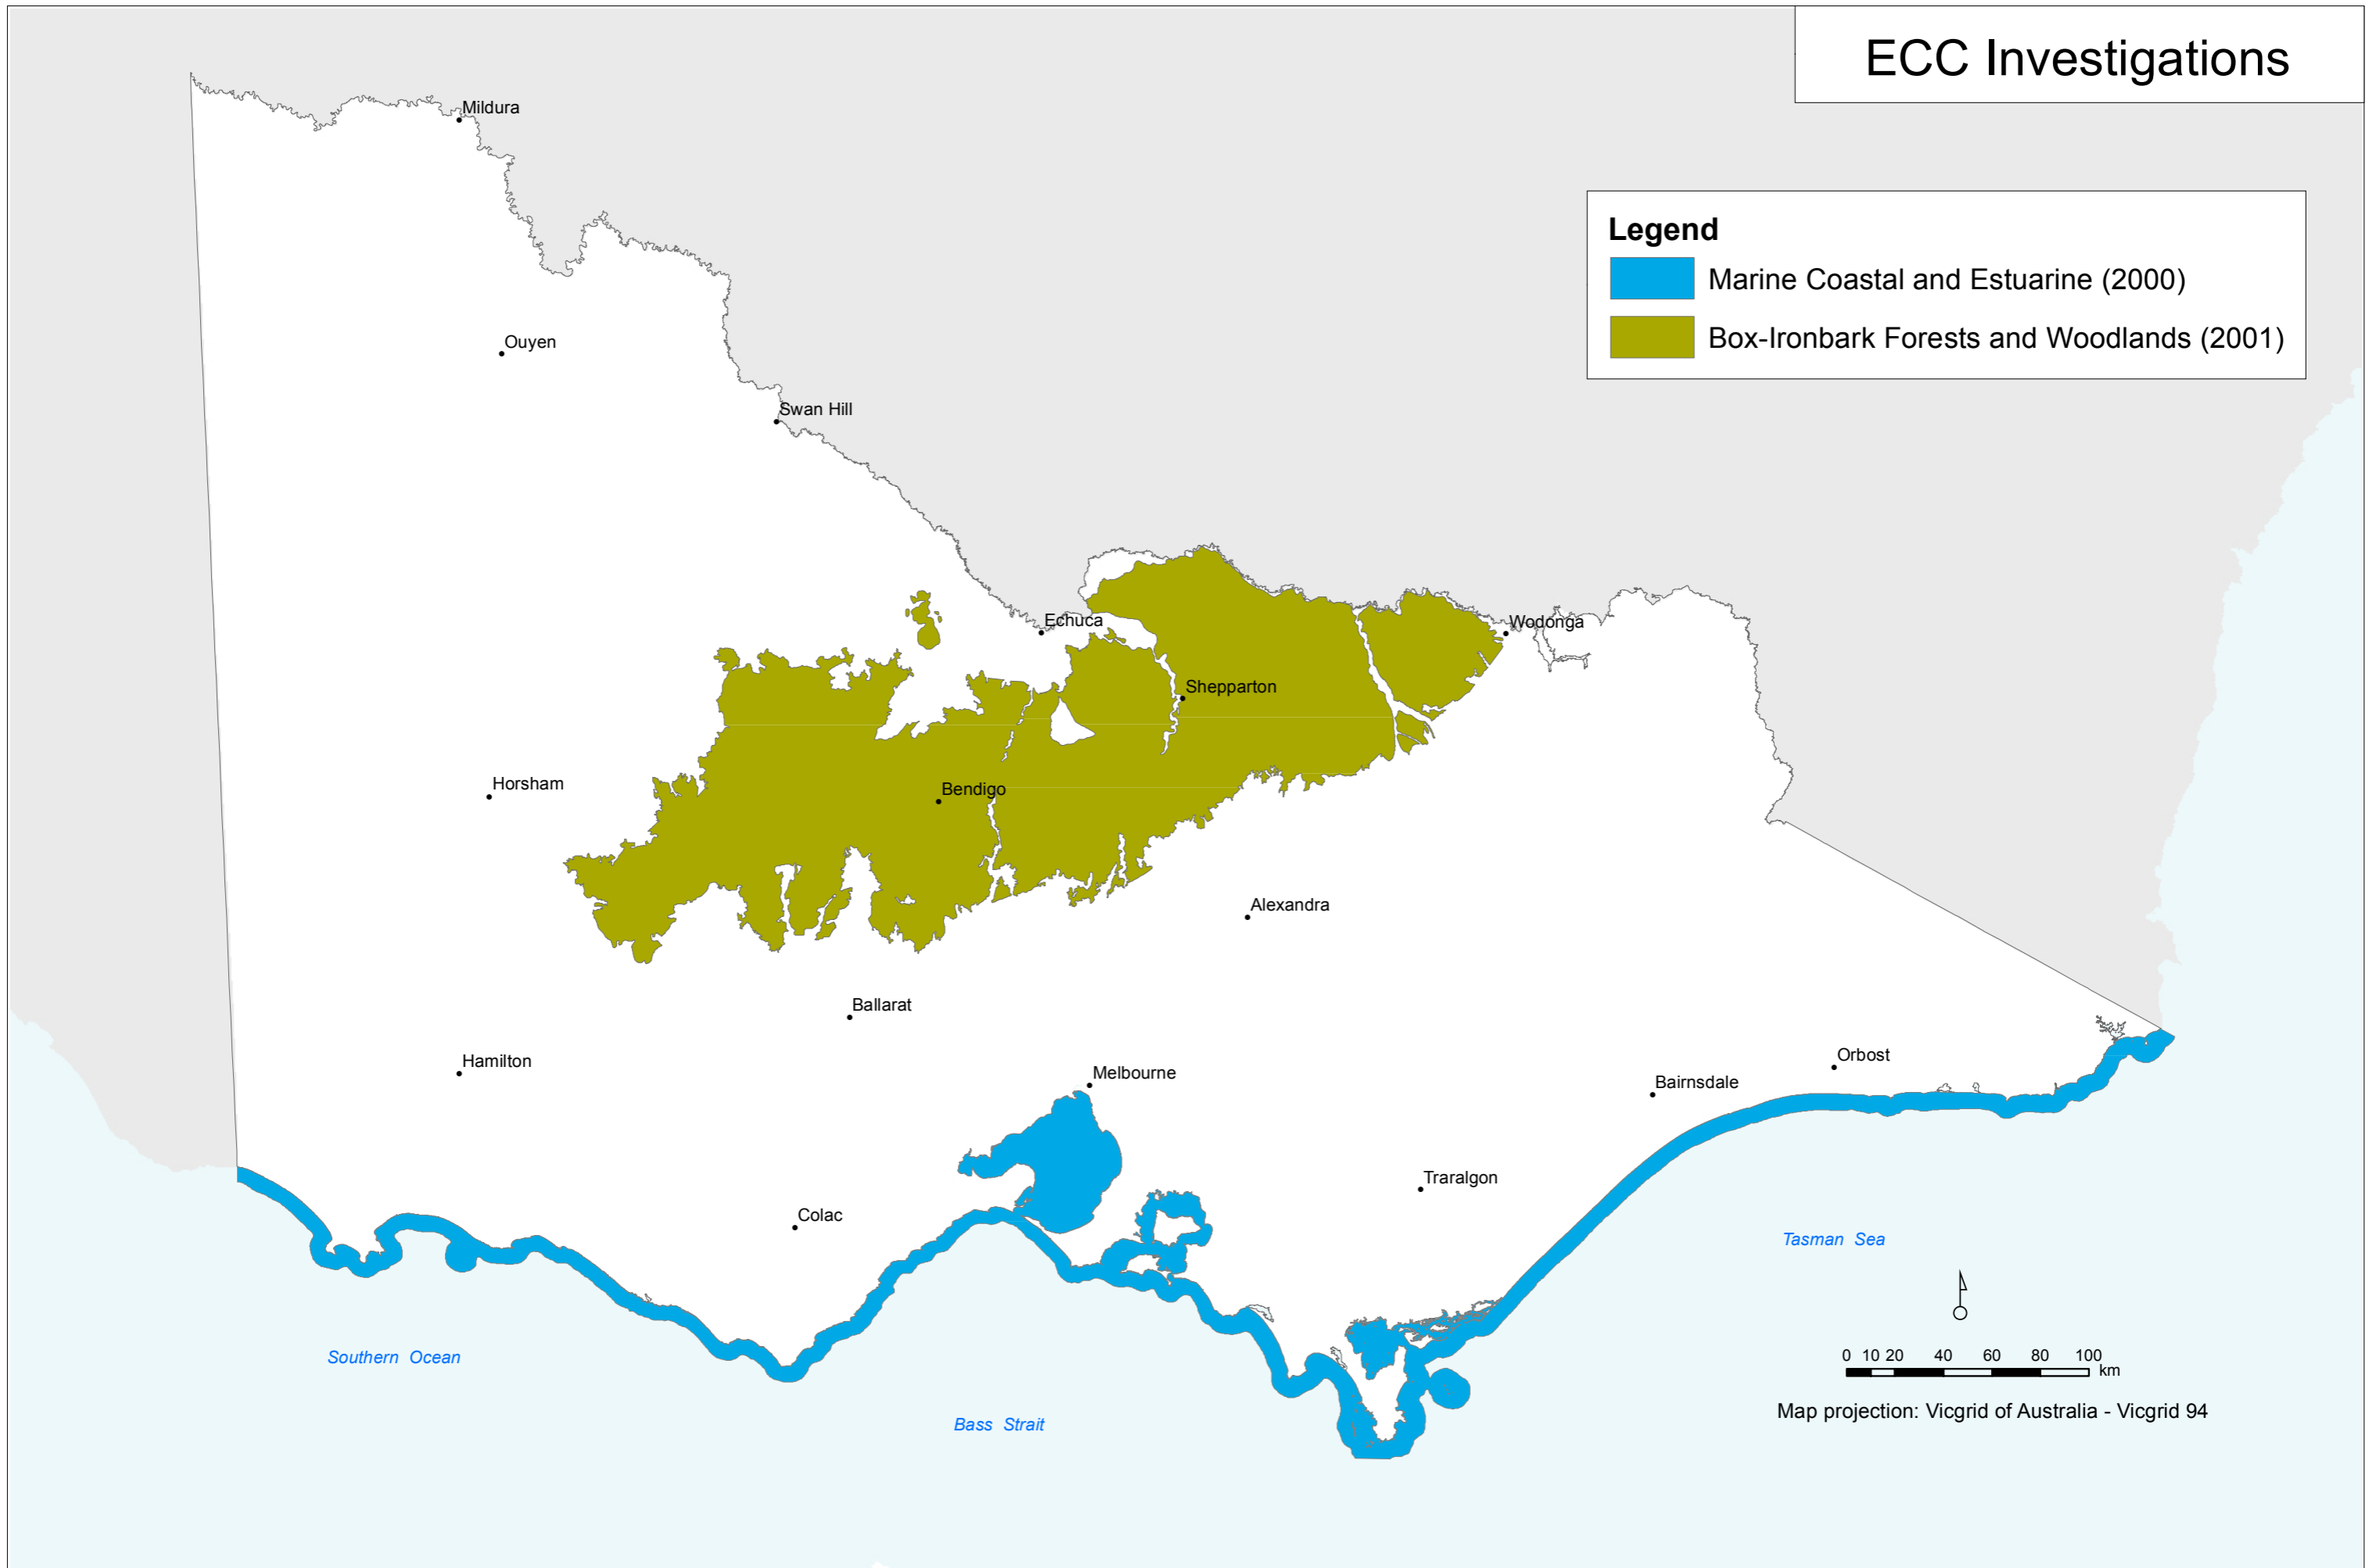 ECC Investigations
Mildura
Legend
Marine Coastal and Estuarine (2000)
Box-Ironbark Forests and Woodlands (2001)
Ouyen
Swan Hill
Echuca
Wodonga
Shepparton
Horsham
Bendigo
Alexandra
Ballarat
Hamilton
Melbourne
Orbost
Bairnsdale
Traralgon
Colac
Tasman Sea
Southern Ocean
Bass Strait
0 10 20 40 60 80 100
km
Map projection: Vicgrid of Australia - Vicgrid 94